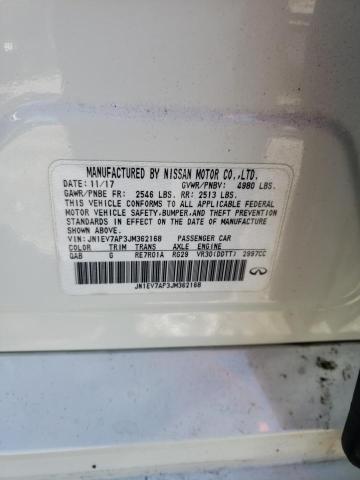 MANUFACTURED BY NISSAN MOTOR CO.,LTD.
DATE: 11/17 GVWR/PNBV: 4980 LBS.
GAWR/PNBE FR: 2546 LBS. RR: 2513 LBS.
THIS VEHICLE CONFORMS TO ALL APPLICABLE FEDERAL
MOTOR VEHICLE SAFETY,BUMPER,AND THEFT PREVENTION
STANDARDS IN EFFECT ON THE DATE OF MANUFACTURE
SHOWN ABOVE.
VIN: JN1EV7AP3JM362168 PASSENGER CAR
COLOR TRIM TRANS AXLE ENGINE
QAB G RE7R01A RG29 VR30(DDTT) 2997CC
JN1EV7AP3JM362168